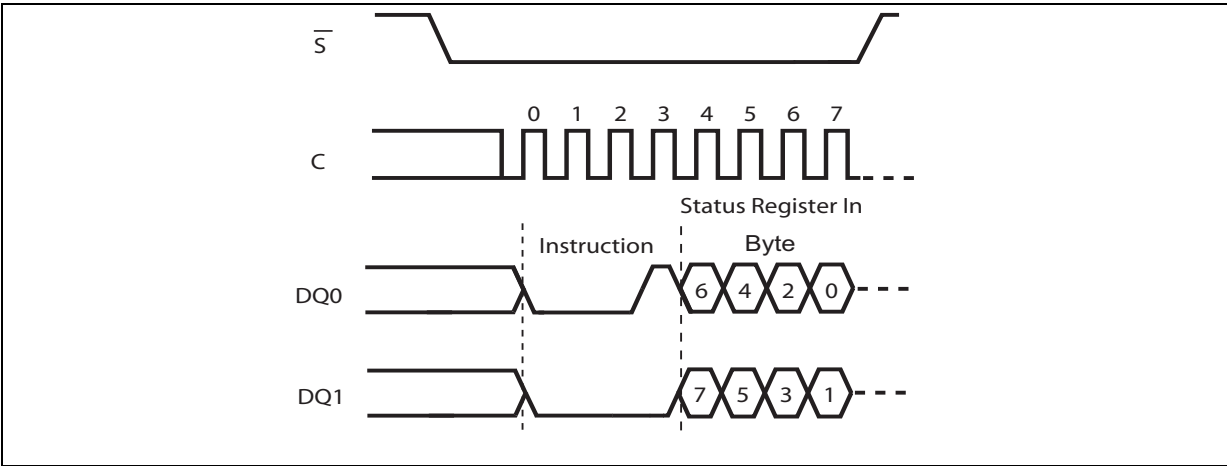 S
0 1 2 3 4 5 6 7
C
Status Register In
Instruction Byte
DQ0 6 4 2 0
DQ1 7 5 3 1